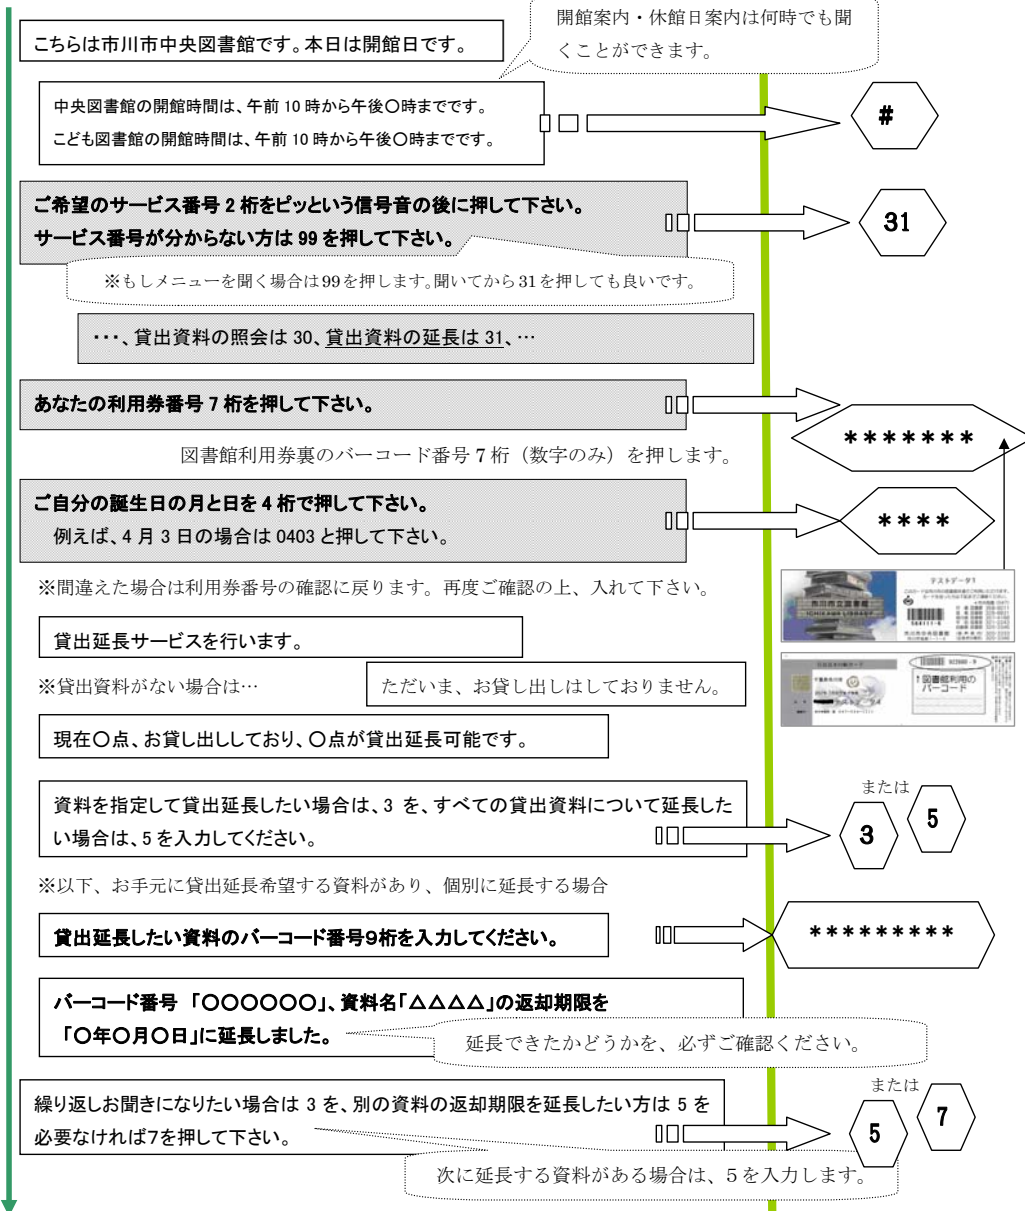 開館案内・休館日案内は何時でも聞
くことができます。
こちらは市川市中央図書館です。本日は開館日です。
中央図書館の開館時間は、午前 10 時から午後〇時までです。
こども図書館の開館時間は、午前 10 時から午後〇時までです。
#
ご希望のサービス番号 2 桁をピッという信号音の後に押して下さい。
サービス番号が分からない方は 99 を押して下さい。
31
※もしメニューを聞く場合は99を押します。聞いてから31を押しても良いです。
・・・、貸出資料の照会は 30、貸出資料の延長は 31、…
あなたの利用券番号 7 桁を押して下さい。
*******
図書館利用券裏のバーコード番号 7 桁（数字のみ）を押します。
ご自分の誕生日の月と日を 4 桁で押して下さい。
例えば、4 月 3 日の場合は 0403 と押して下さい。
****
※間違えた場合は利用券番号の確認に戻ります。再度ご確認の上、入れて下さい。
テストデータ1
市川市立図書館
ICHIKAWA LIBRARY
貸出延長サービスを行います。
※貸出資料がない場合は…
ただいま、お貸し出しはしておりません。
図書館利用の
バーコード
現在〇点、お貸し出ししており、〇点が貸出延長可能です。
資料を指定して貸出延長したい場合は、3 を、すべての貸出資料について延長した
い場合は、5 を入力してください。
または
3
5
※以下、お手元に貸出延長希望する資料があり、個別に延長する場合
貸出延長したい資料のバーコード番号9桁を入力してください。
*********
バーコード番号 「〇〇〇〇〇〇」、資料名「△△△△」の返却期限を
「〇年〇月〇日」に延長しました。
延長できたかどうかを、必ずご確認ください。
繰り返しお聞きになりたい場合は 3 を、別の資料の返却期限を延長したい方は 5 を
必要なければ7を押して下さい。
または
5
7
次に延長する資料がある場合は、5 を入力します。